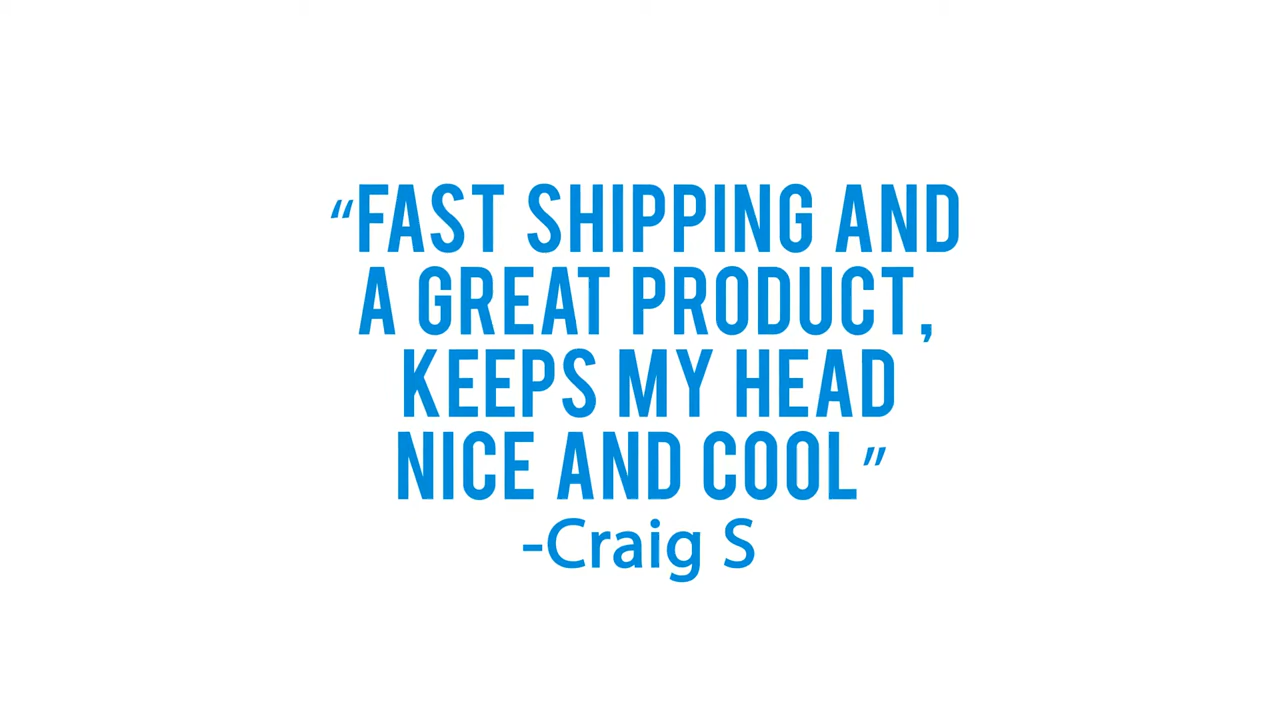 “FAST SHIPPING AND
A GREAT PRODUCT,
KEEPS MY HEAD
NICE AND COOL”
-Craig S